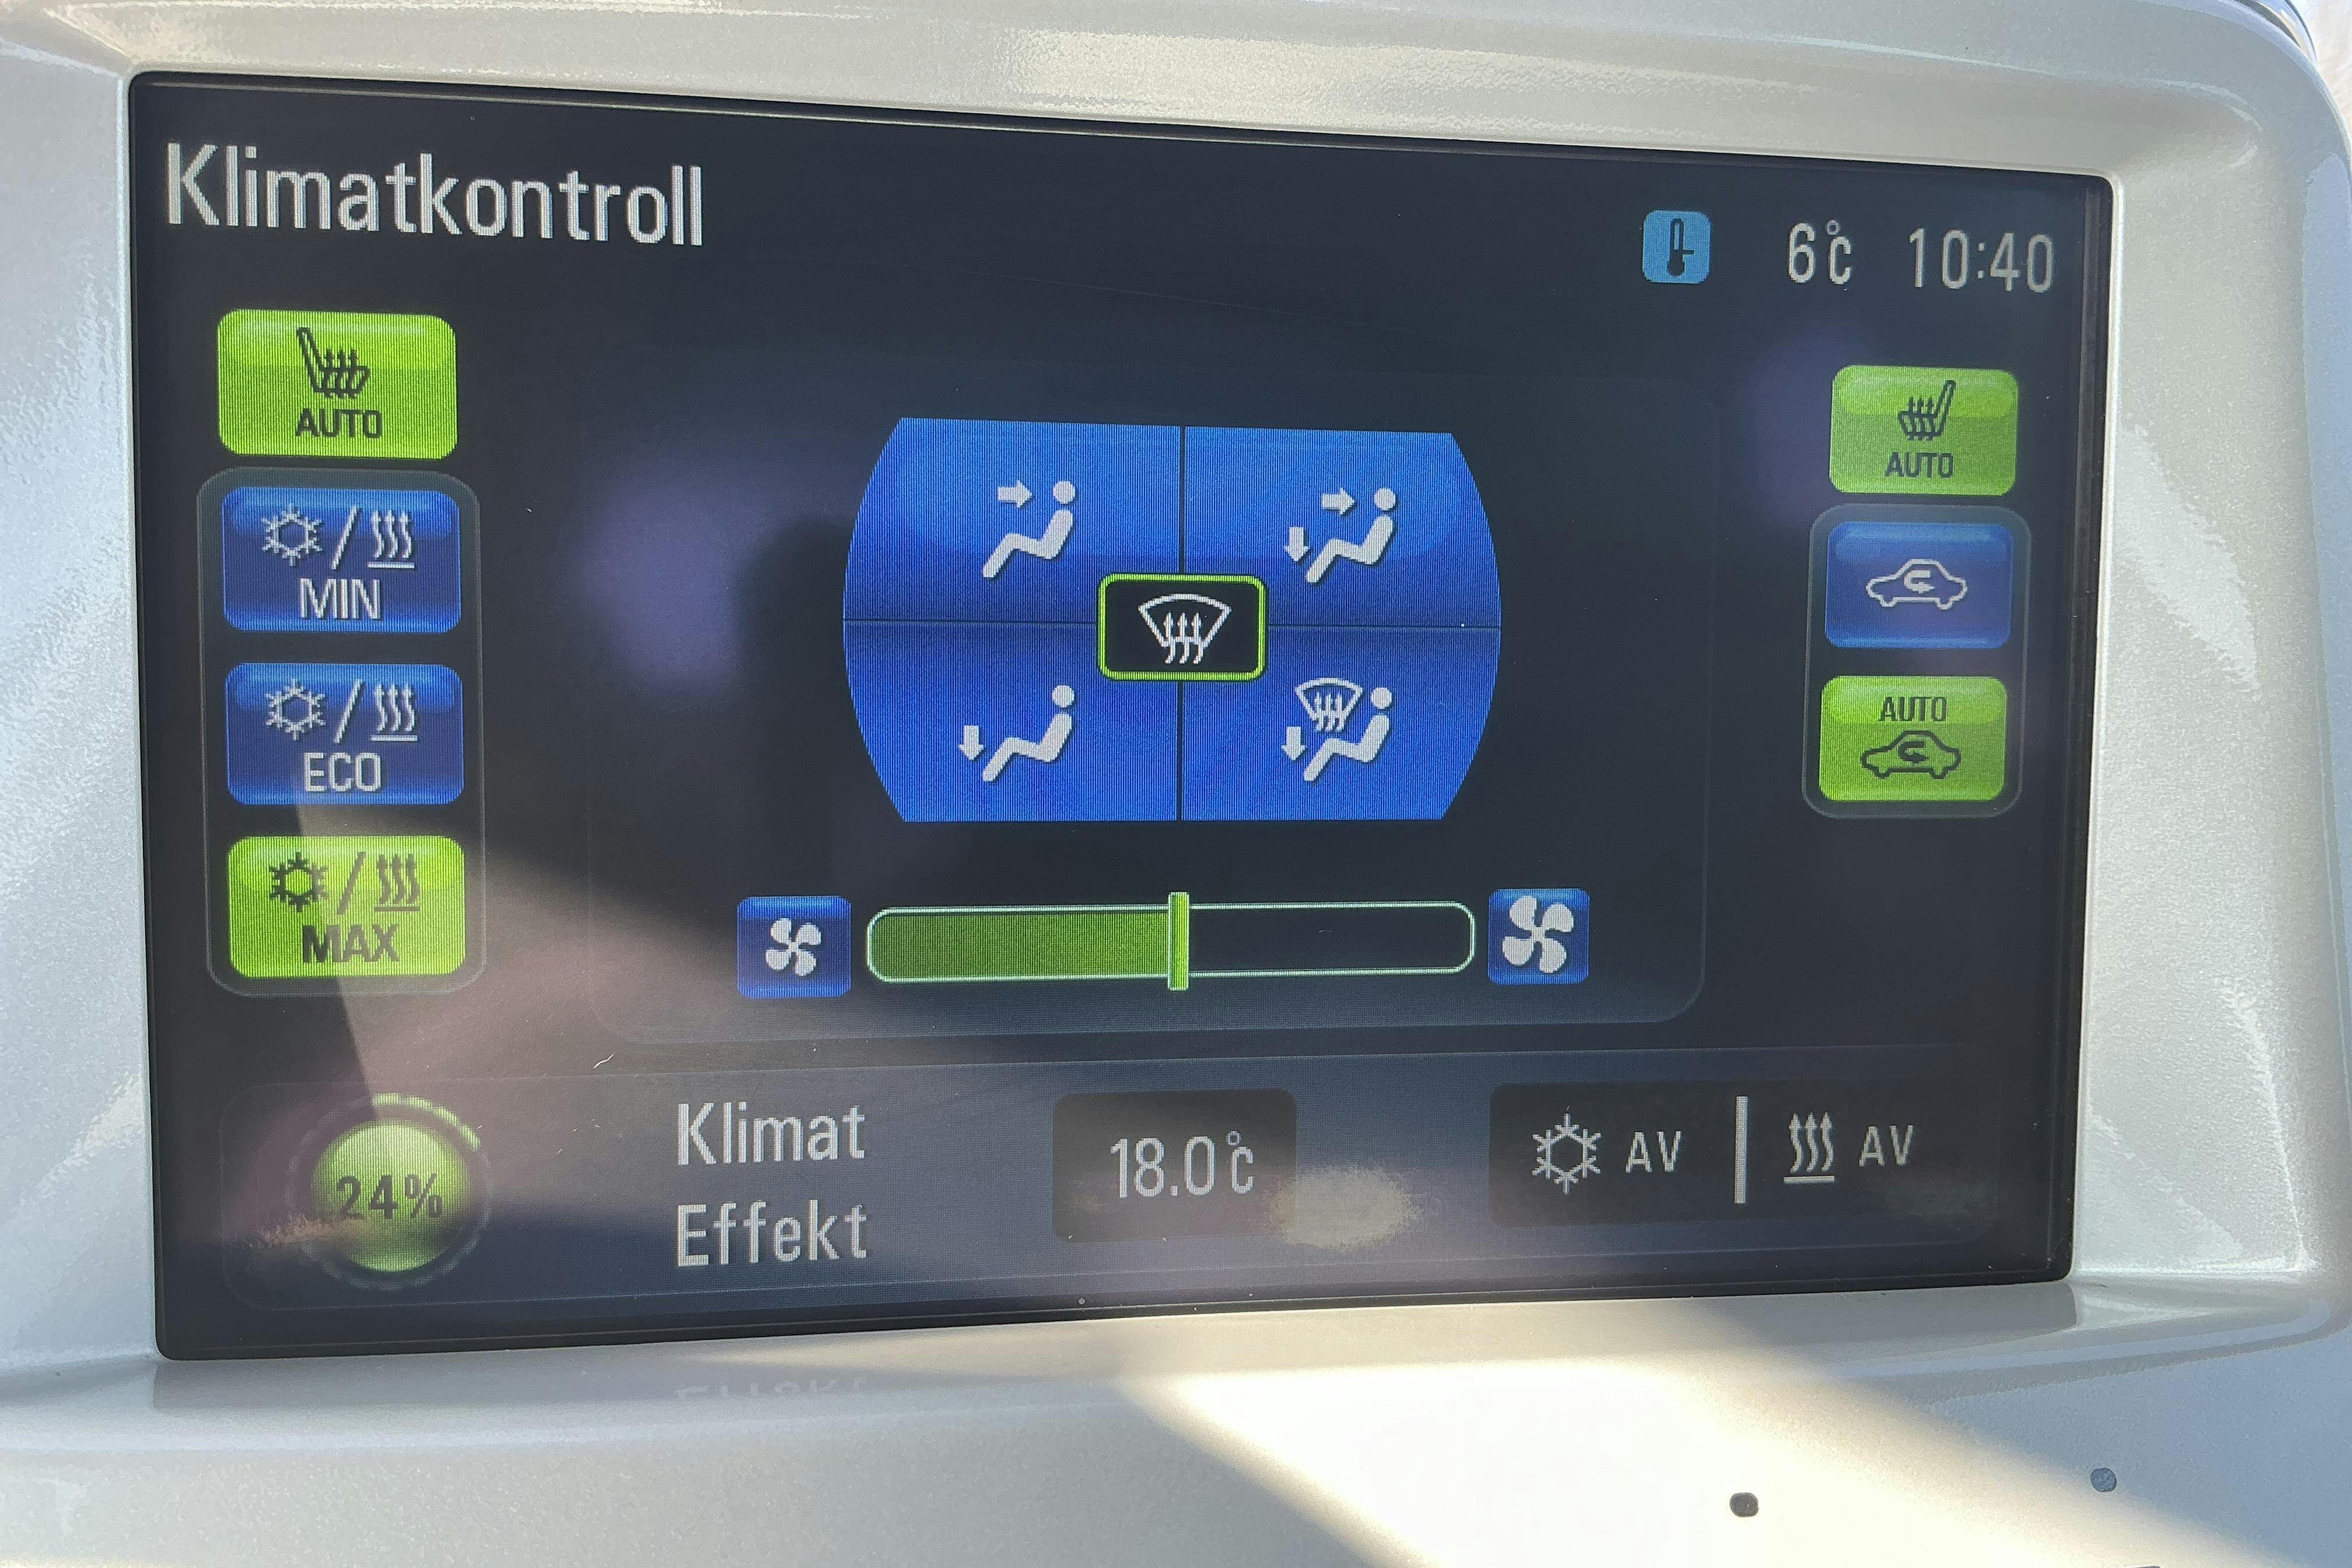 Klimatkontroll
6°C 10:40
AUTO
AUTO
MIN
ECO
AUTO
MAX
24%
Klimat
Effekt
18.0°C
AV | AV